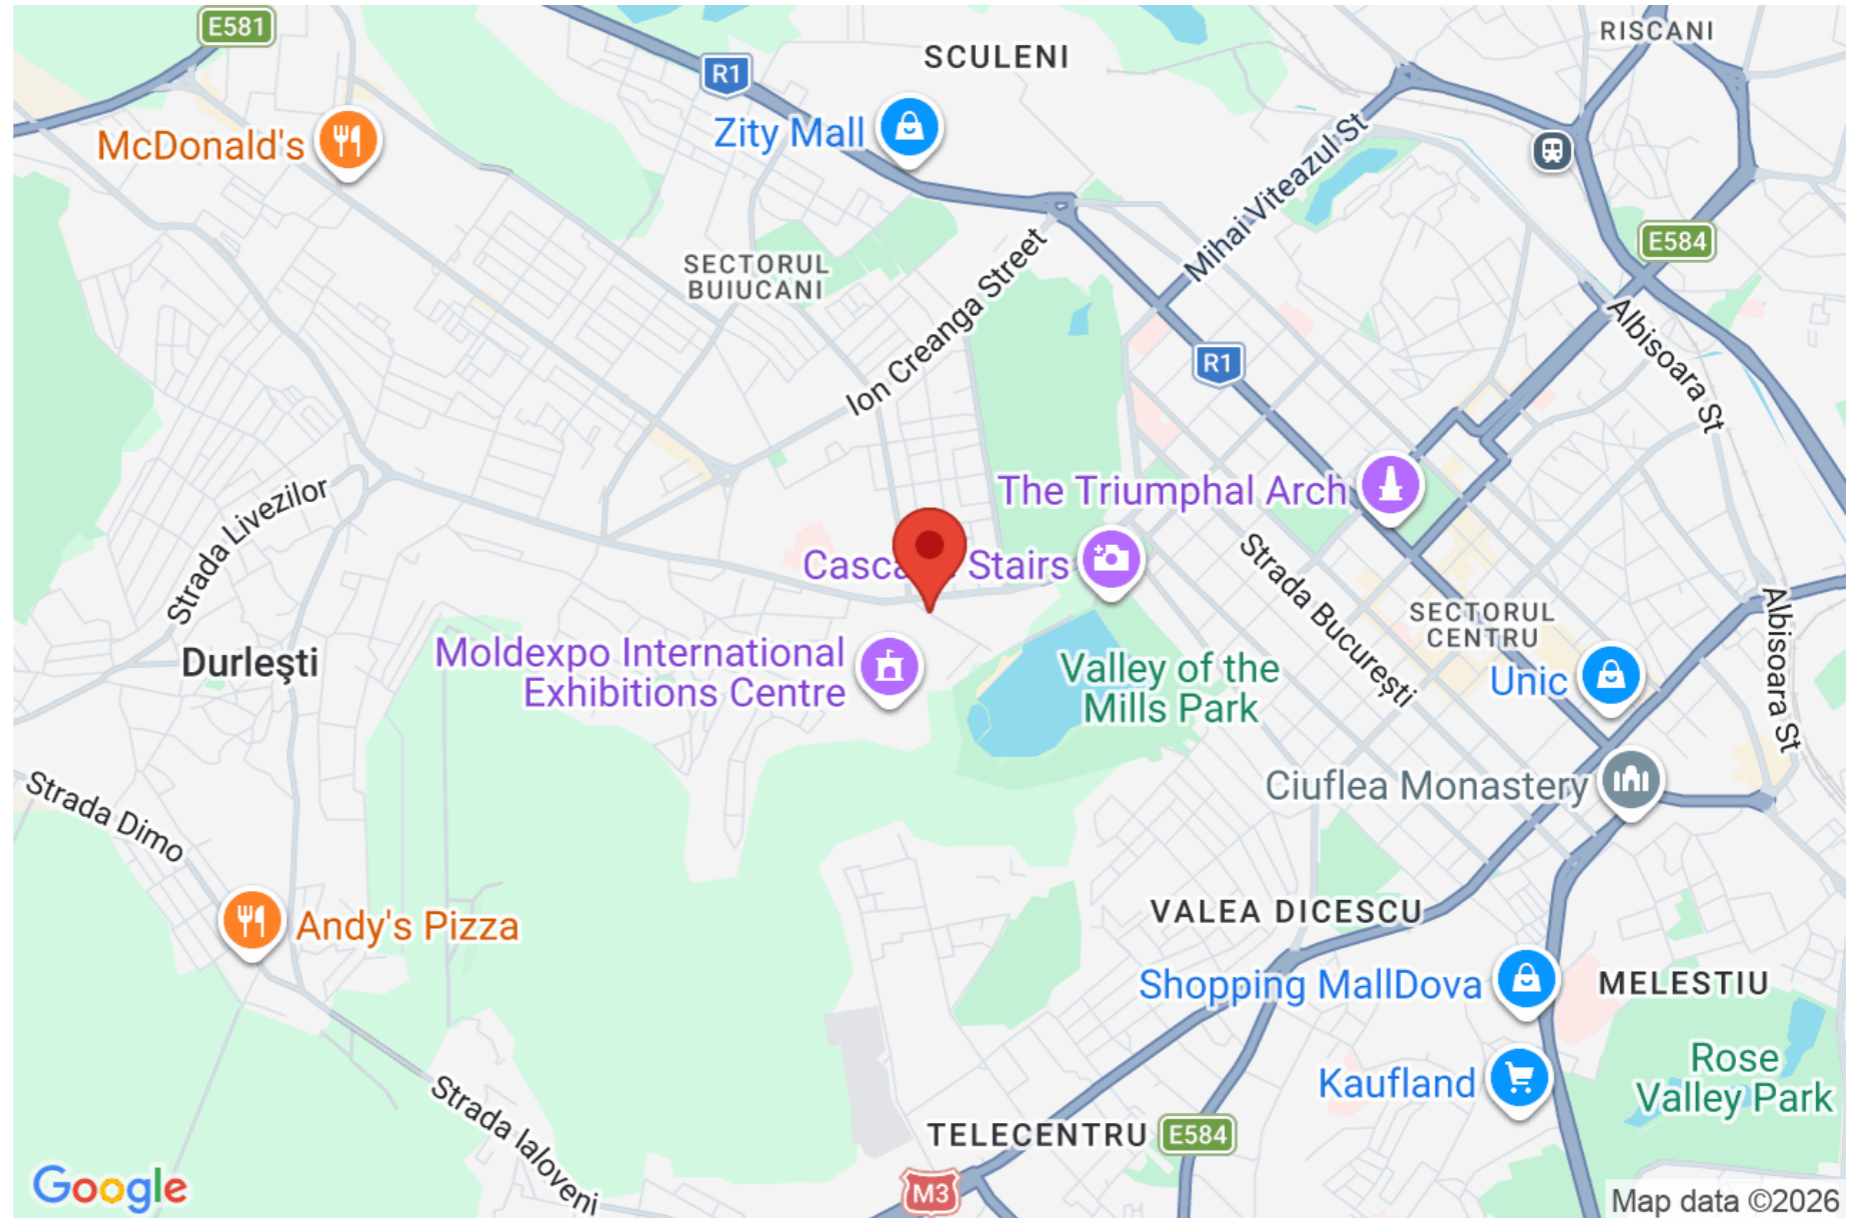 E581
SCULENI
RISCANI
R1
McDonald's
Zity Mall
Mihai Viteazul St
E584
SECTORUL
BUIUCANI
Ion Creanga Street
Albisoara St
R1
Strada Livezilor
The Triumphal Arch
Stairs
Strada București
SECTORUL
CENTRU
Albisoara St
Durlești
Moldexpo International
Exhibitions Centre
Valley of the
Mills Park
Unic
Strada Dimo
Ciuflea Monastery
Andy's Pizza
VALEA DICESCU
Shopping MallDova
MELESTIU
Rose
Valley Park
Kaufland
Strada Ialoveni
TELECENTRU
E584
M3
Google
Map data ©2026